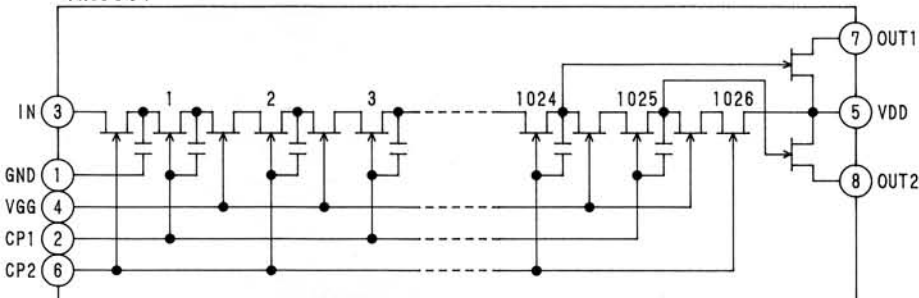 7 OUT1
1 2 3 1024 1025 1026
IN 3
5 VDD
GND 1
8 OUT2
VGG 4
CP1 2
CP2 6